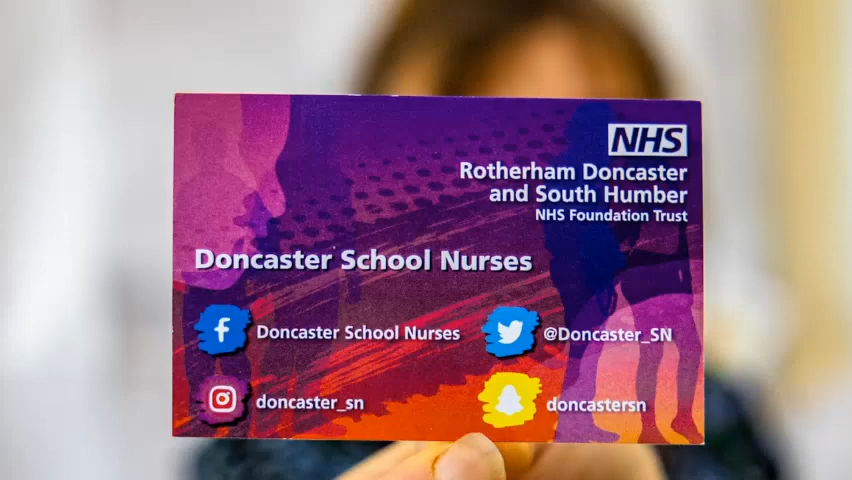 NHS
Rotherham Doncaster
and South Humber
NHS Foundation Trust
Doncaster School Nurses
Doncaster School Nurses
@Doncaster_SN
doncaster_sn
doncastersn